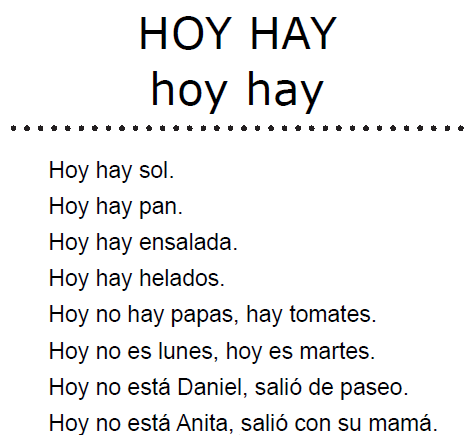 HOY HAY
hoy hay
Hoy hay sol.
Hoy hay pan.
Hoy hay ensalada.
Hoy hay helados.
Hoy no hay papas, hay tomates.
Hoy no es lunes, hoy es martes.
Hoy no está Daniel, salió de paseo.
Hoy no está Anita, salió con su mamá.